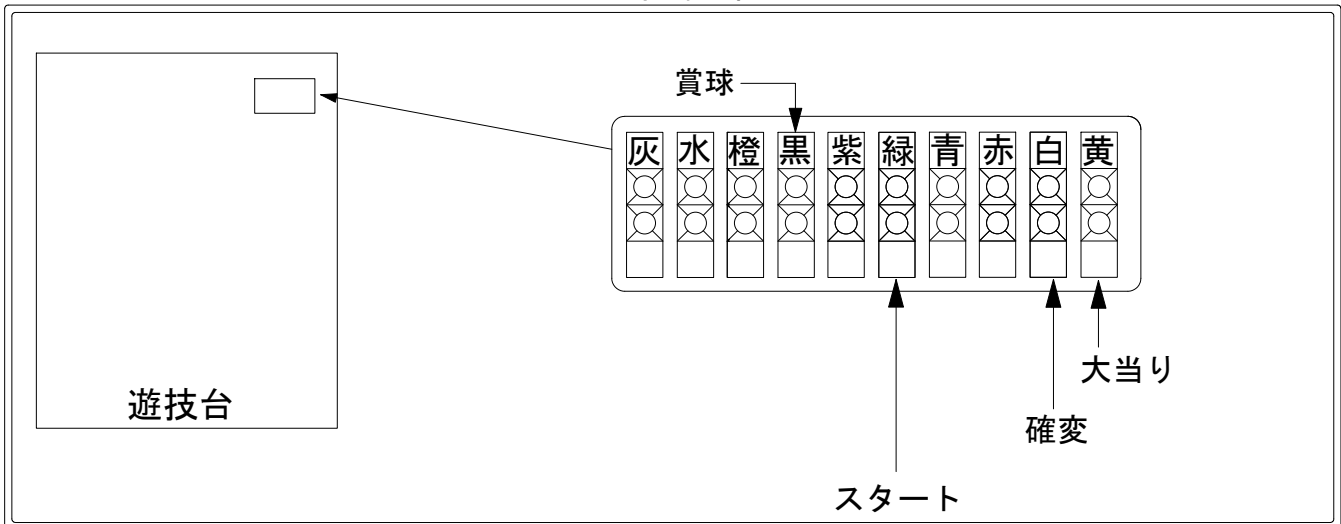 賞球
灰 水 橙 黒 紫 緑 青 赤 白 黄
大当り
遊技台
確変
スタート